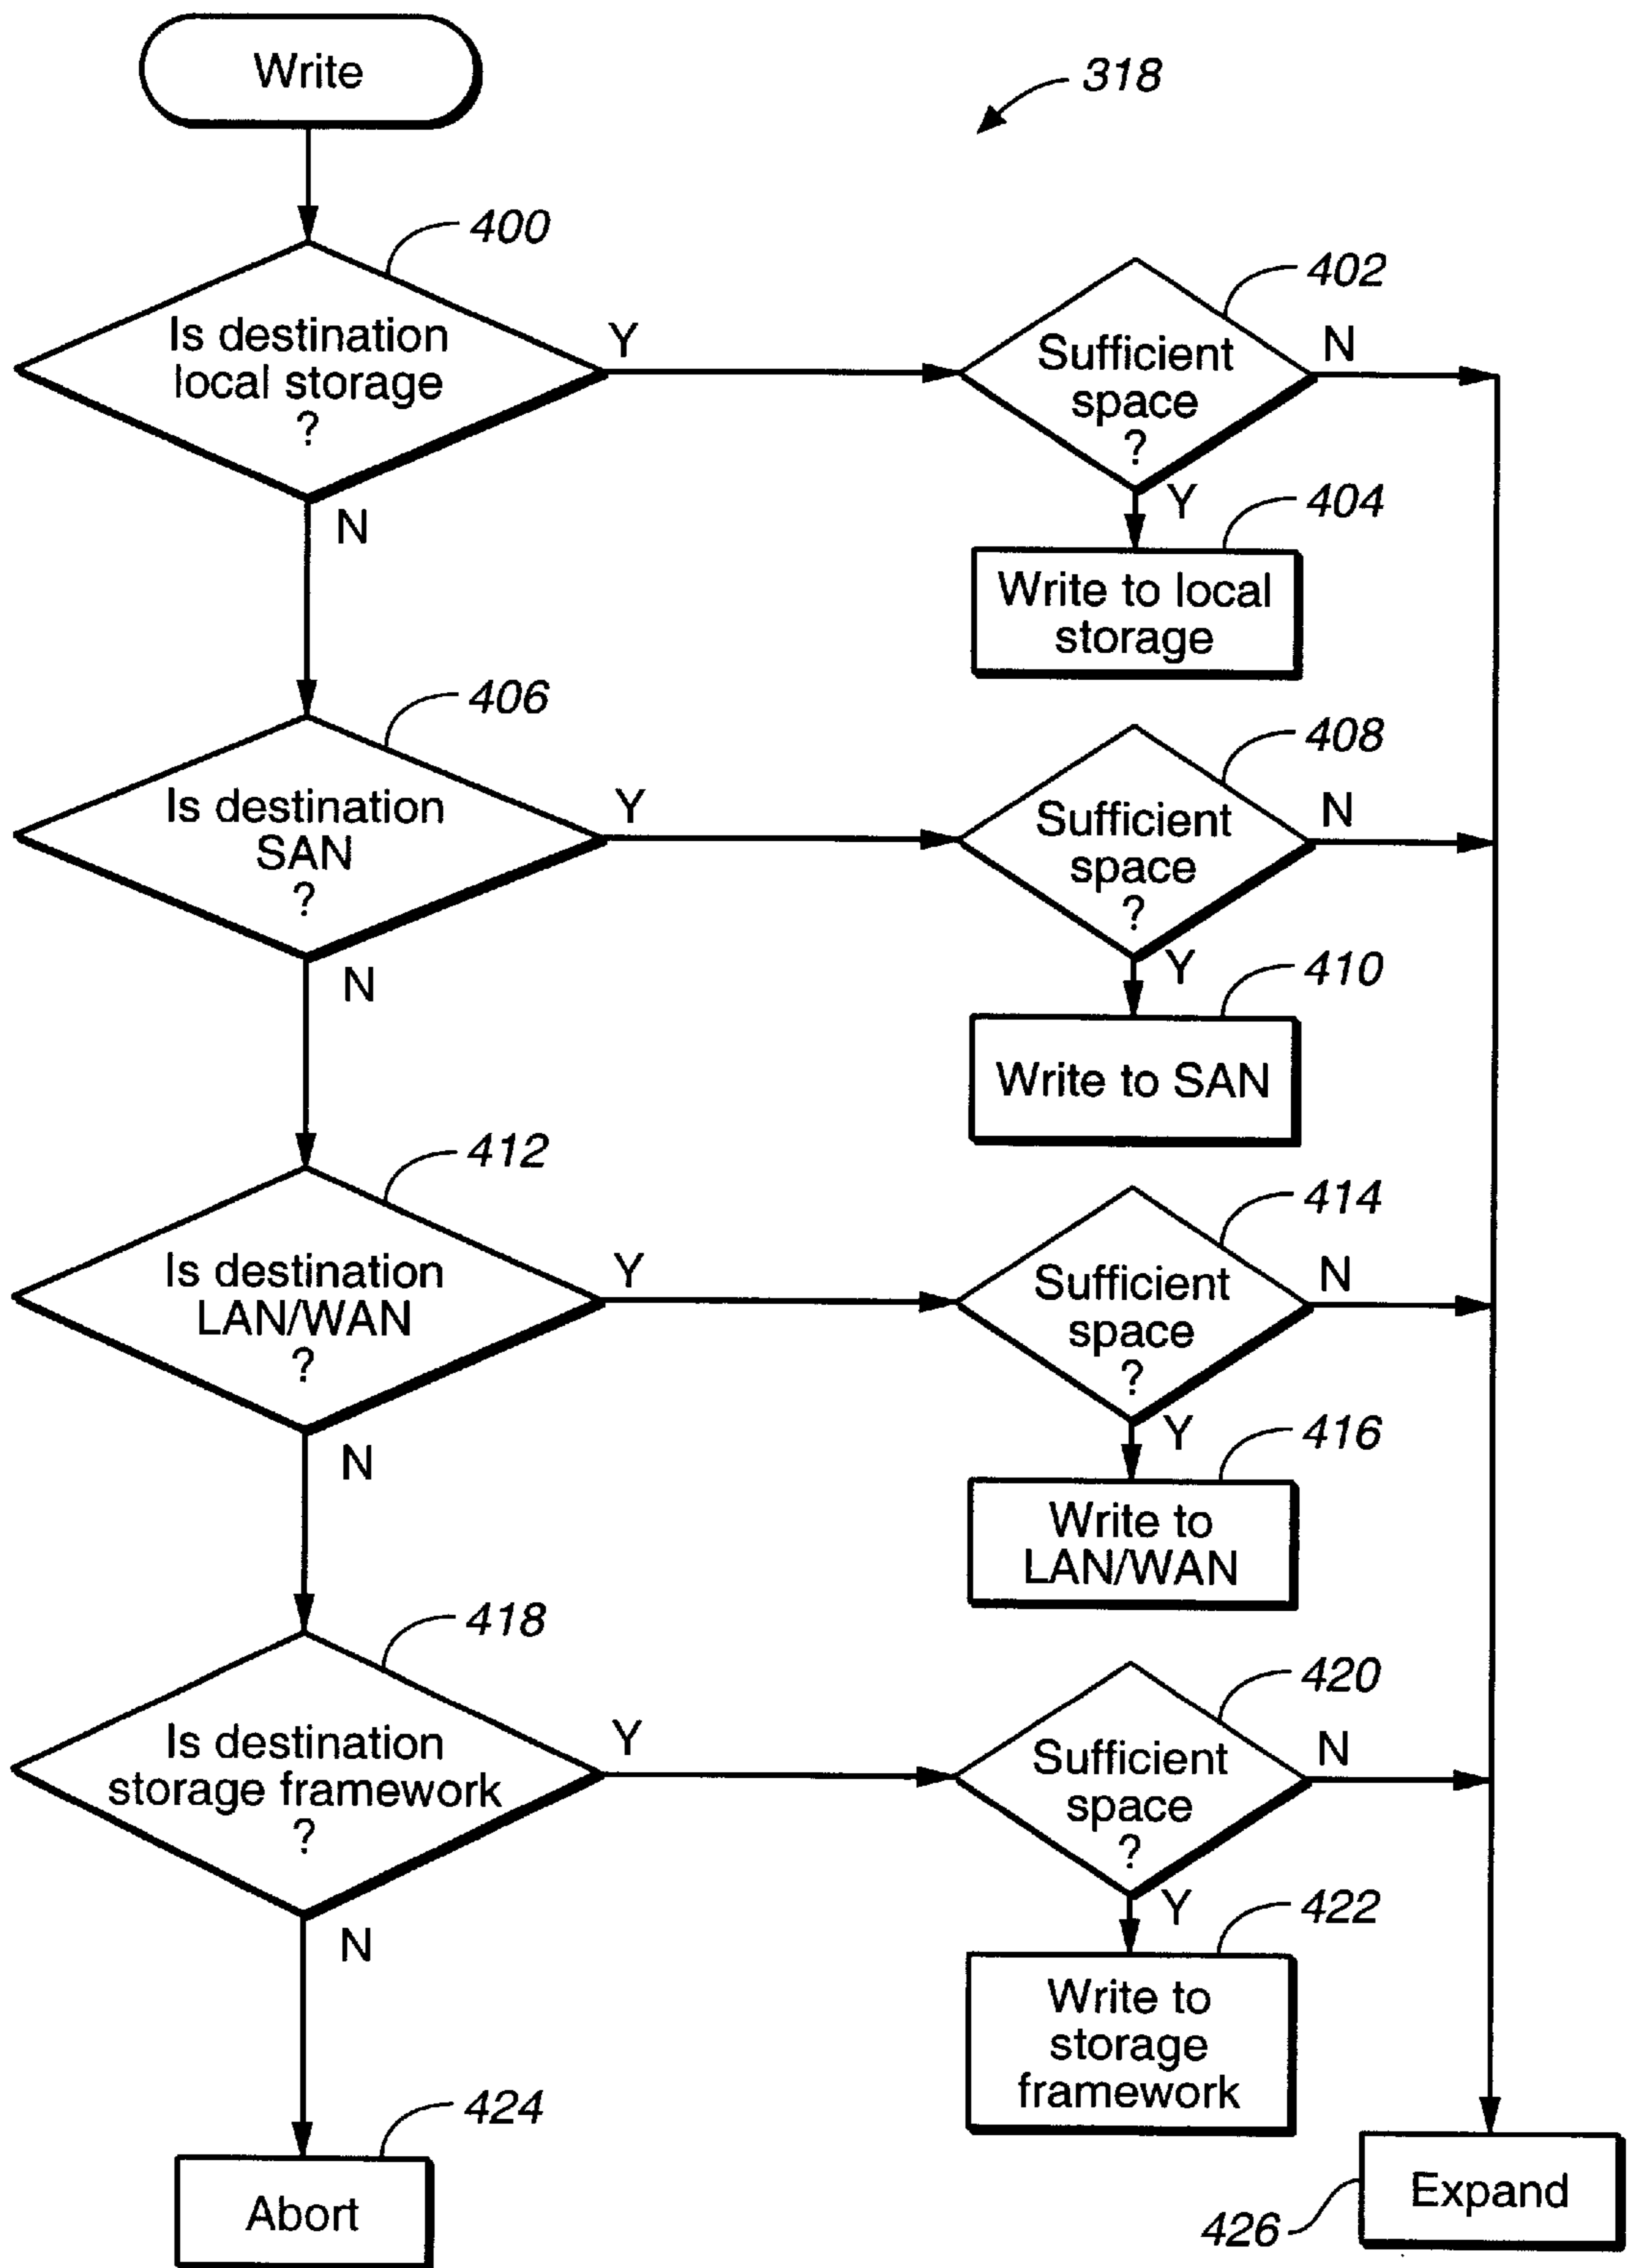 Write
318
400
Is destination
local storage
?
Y
N
402
Sufficient
space
?
N
Y
404
Write to local
storage
406
Is destination
SAN
?
Y
N
408
Sufficient
space
?
N
Y
410
Write to SAN
412
Is destination
LAN/WAN
?
Y
N
414
Sufficient
space
?
N
Y
416
Write to
LAN/WAN
418
Is destination
storage framework
?
Y
N
420
Sufficient
space
?
N
Y
422
Write to
storage
framework
424
Abort
Expand
426